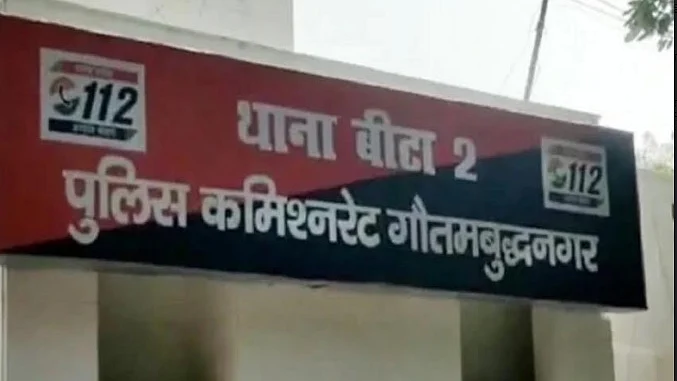 112
थाना बीटा 2
112
पुलिस कमिश्नरेट गौतमबुद्धनगर